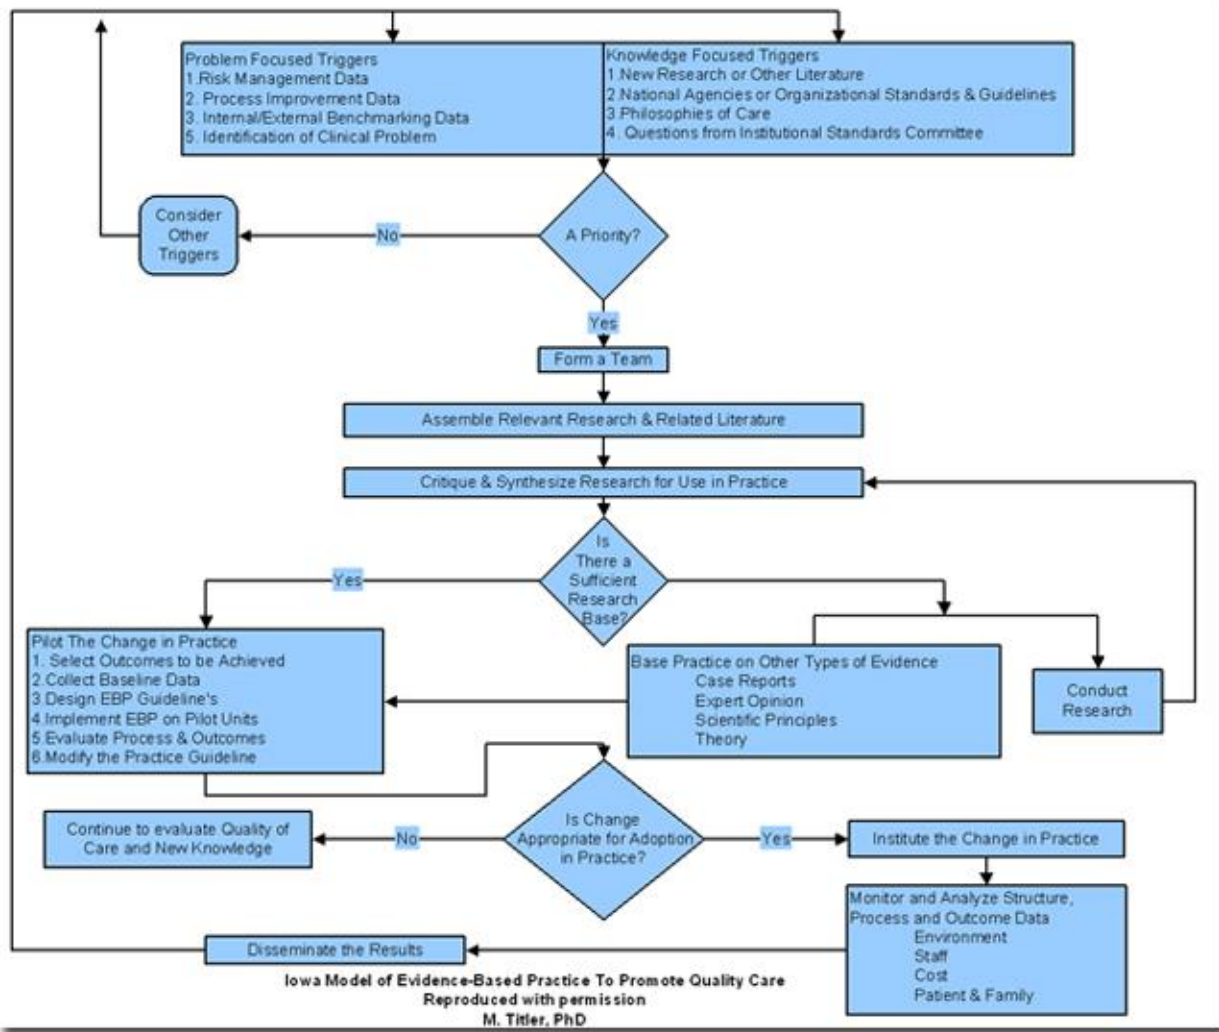 Problem Focused Triggers
1.Risk Management Data
2. Process Improvement Data
3. Internal/External Benchmarking Data
5. Identification of Clinical Problem
Knowledge Focused Triggers
1.New Research or Other Literature
2.National Agencies or Organizational Standards & Guidelines
3.Philosophies of Care
4. Questions from Institutional Standards Committee
Consider
Other
Triggers
No
A Priority?
Yes
Form a Team
Assemble Relevant Research & Related Literature
Critique & Synthesize Research for Use in Practice
Is
There a
Sufficient
Research
Base?
Yes
Pilot The Change in Practice
1. Select Outcomes to be Achieved
2.Collect Baseline Data
3.Design EBP Guideline's
4.Implement EBP on Pilot Units
5.Evaluate Process & Outcomes
6.Modify the Practice Guideline
Base Practice on Other Types of Evidence
Case Reports
Expert Opinion
Scientific Principles
Theory
Conduct
Research
Is Change
Appropriate for Adoption
in Practice?
No
Continue to evaluate Quality of
Care and New Knowledge
Yes
Institute the Change in Practice
Monitor and Analyze Structure,
Process and Outcome Data
Environment
Staff
Cost
Patient & Family
Disseminate the Results
Iowa Model of Evidence-Based Practice To Promote Quality Care
Reproduced with permission
M. Titler, PhD